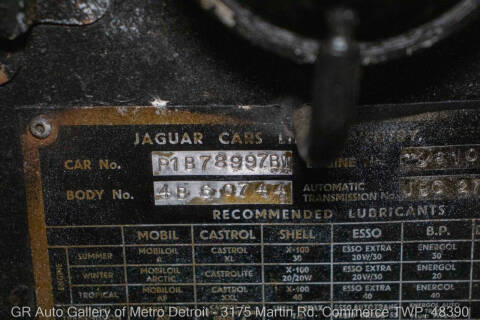 JAGUAR CARS
CAR No. P1B78997BW
BODY No. 4B60744 AUTOMATIC TRANSMISSION No.
RECOMMENDED LUBRICANTS
MOBIL CASTROL SHELL ESSO B.P.
ENGINE
SUMMER MOBILOIL A. CASTROL XL X-100 30 ESSO EXTRA 20W/30 ENERGOL 30
WINTER MOBILOIL ARCTIC CASTROLITE X-100 20/20W ESSO EXTRA 20W/30 ENERGOL 20
TROPICAL MOBILOIL AF CASTROL XXL X-100 40 ESSO EXTRA 40 ENERGOL 40
GR Auto Gallery of Metro Detroit - 3175 Martin Rd. Commerce TWP., 48390